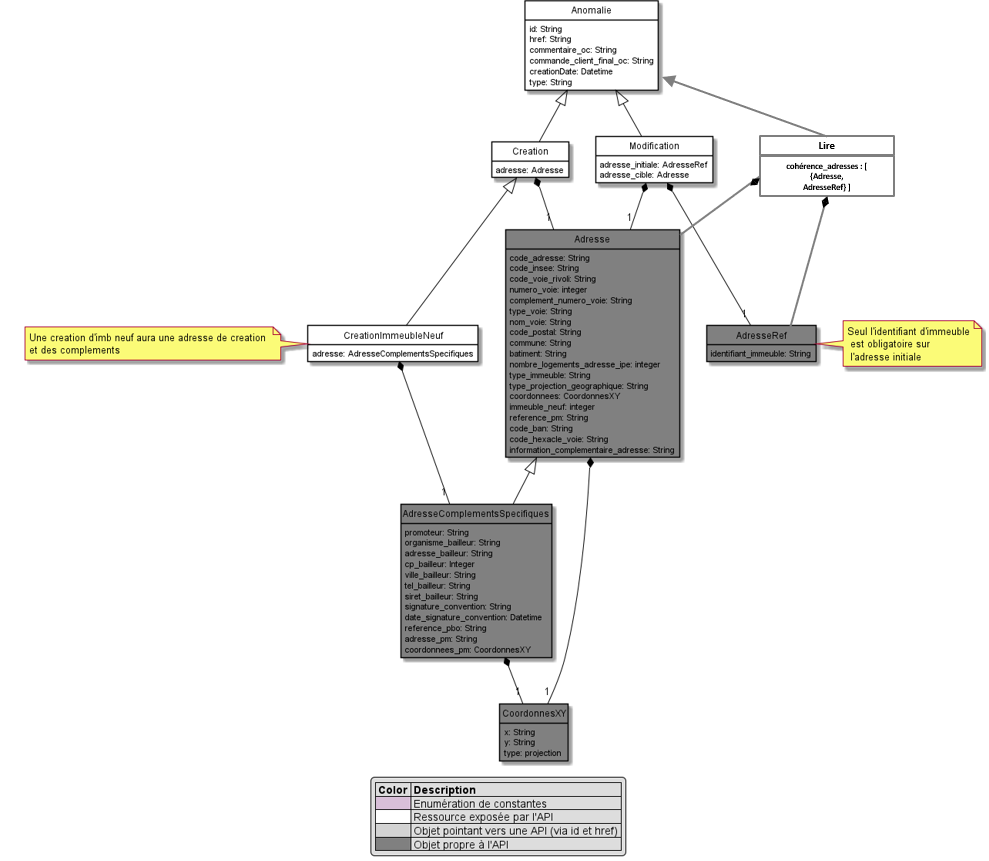 Anomalie
id: String
href: String
commentaire_oc: String
commande_client_final_oc: String
creationDate: Datetime
type: String
Creation
adresse: Adresse
Modification
adresse_initiale: AdresseRef
adresse_cible: Adresse
Lire
cohérence_adresses : [
{Adresse,
AdresseRef} ]
1
1
Adresse
code_adresse: String
code_insee: String
code_voie_rivoli: String
numero_voie: integer
complement_numero_voie: String
type_voie: String
nom_voie: String
code_postal: String
commune: String
batiment: String
nombre_logements_adresse_ipe: integer
type_immeuble: String
type_projection_geographique: String
coordonnees: CoordonnesXY
immeuble_neuf: integer
reference_pm: String
code_ban: String
code_hexacle_voie: String
information_complementaire_adresse: String
1
Une creation d'imb neuf aura une adresse de creation
et des complements
CreationImmeubleNeuf
adresse: AdresseComplementsSpecifiques
AdresseRef
identifiant_immeuble: String
Seul l'identifiant d'immeuble
est obligatoire sur
l'adresse initiale
1
AdresseComplementsSpecifiques
promoteur: String
organisme_bailleur: String
adresse_bailleur: String
cp_bailleur: Integer
ville_bailleur: String
tel_bailleur: String
siret_bailleur: String
signature_convention: String
date_signature_convention: Datetime
reference_pbo: String
adresse_pm: String
coordonnees_pm: CoordonnesXY
1
1
CoordonnesXY
x: String
y: String
type: projection
Color Description
Enumération de constantes
Ressource exposée par l'API
Objet pointant vers une API (via id et href)
Objet propre à l'API